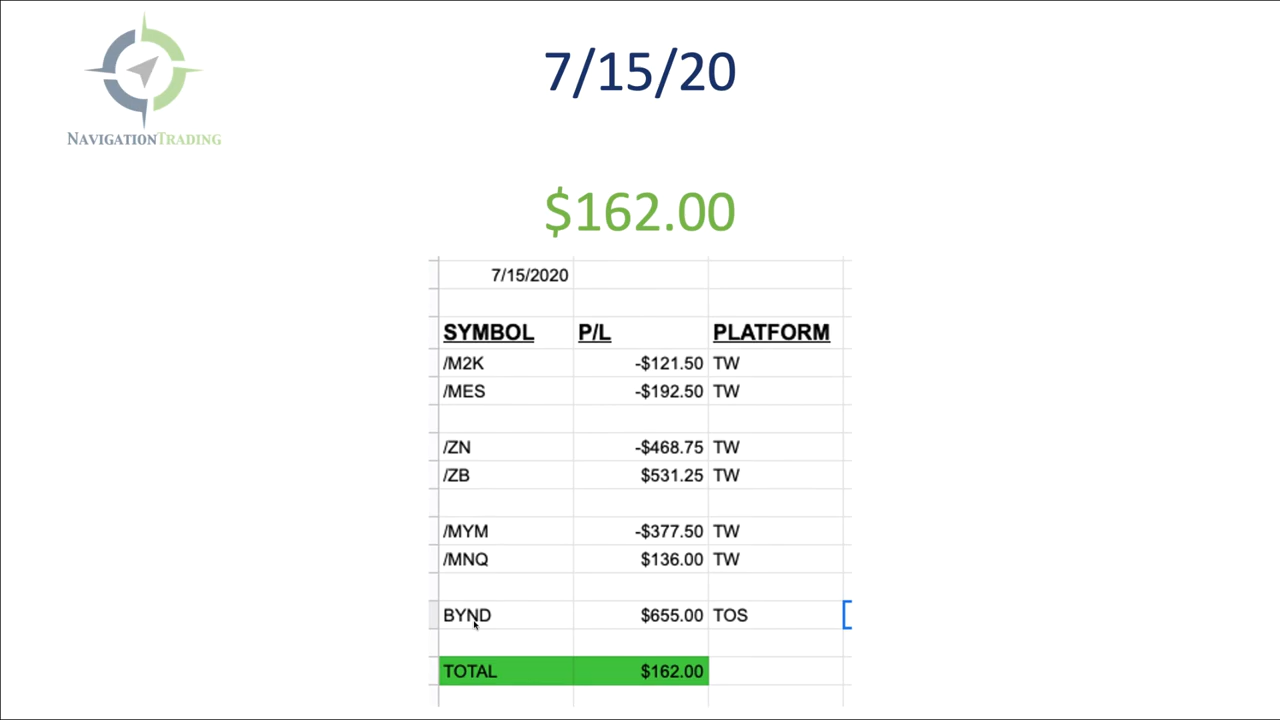 NAVIGATIONTRADING
7/15/20
$162.00
7/15/2020
SYMBOL P/L PLATFORM
/M2K -$121.50 TW
/MES -$192.50 TW
/ZN -$468.75 TW
/ZB $531.25 TW
/MYM -$377.50 TW
/MNQ $136.00 TW
BYND $655.00 TOS
TOTAL $162.00